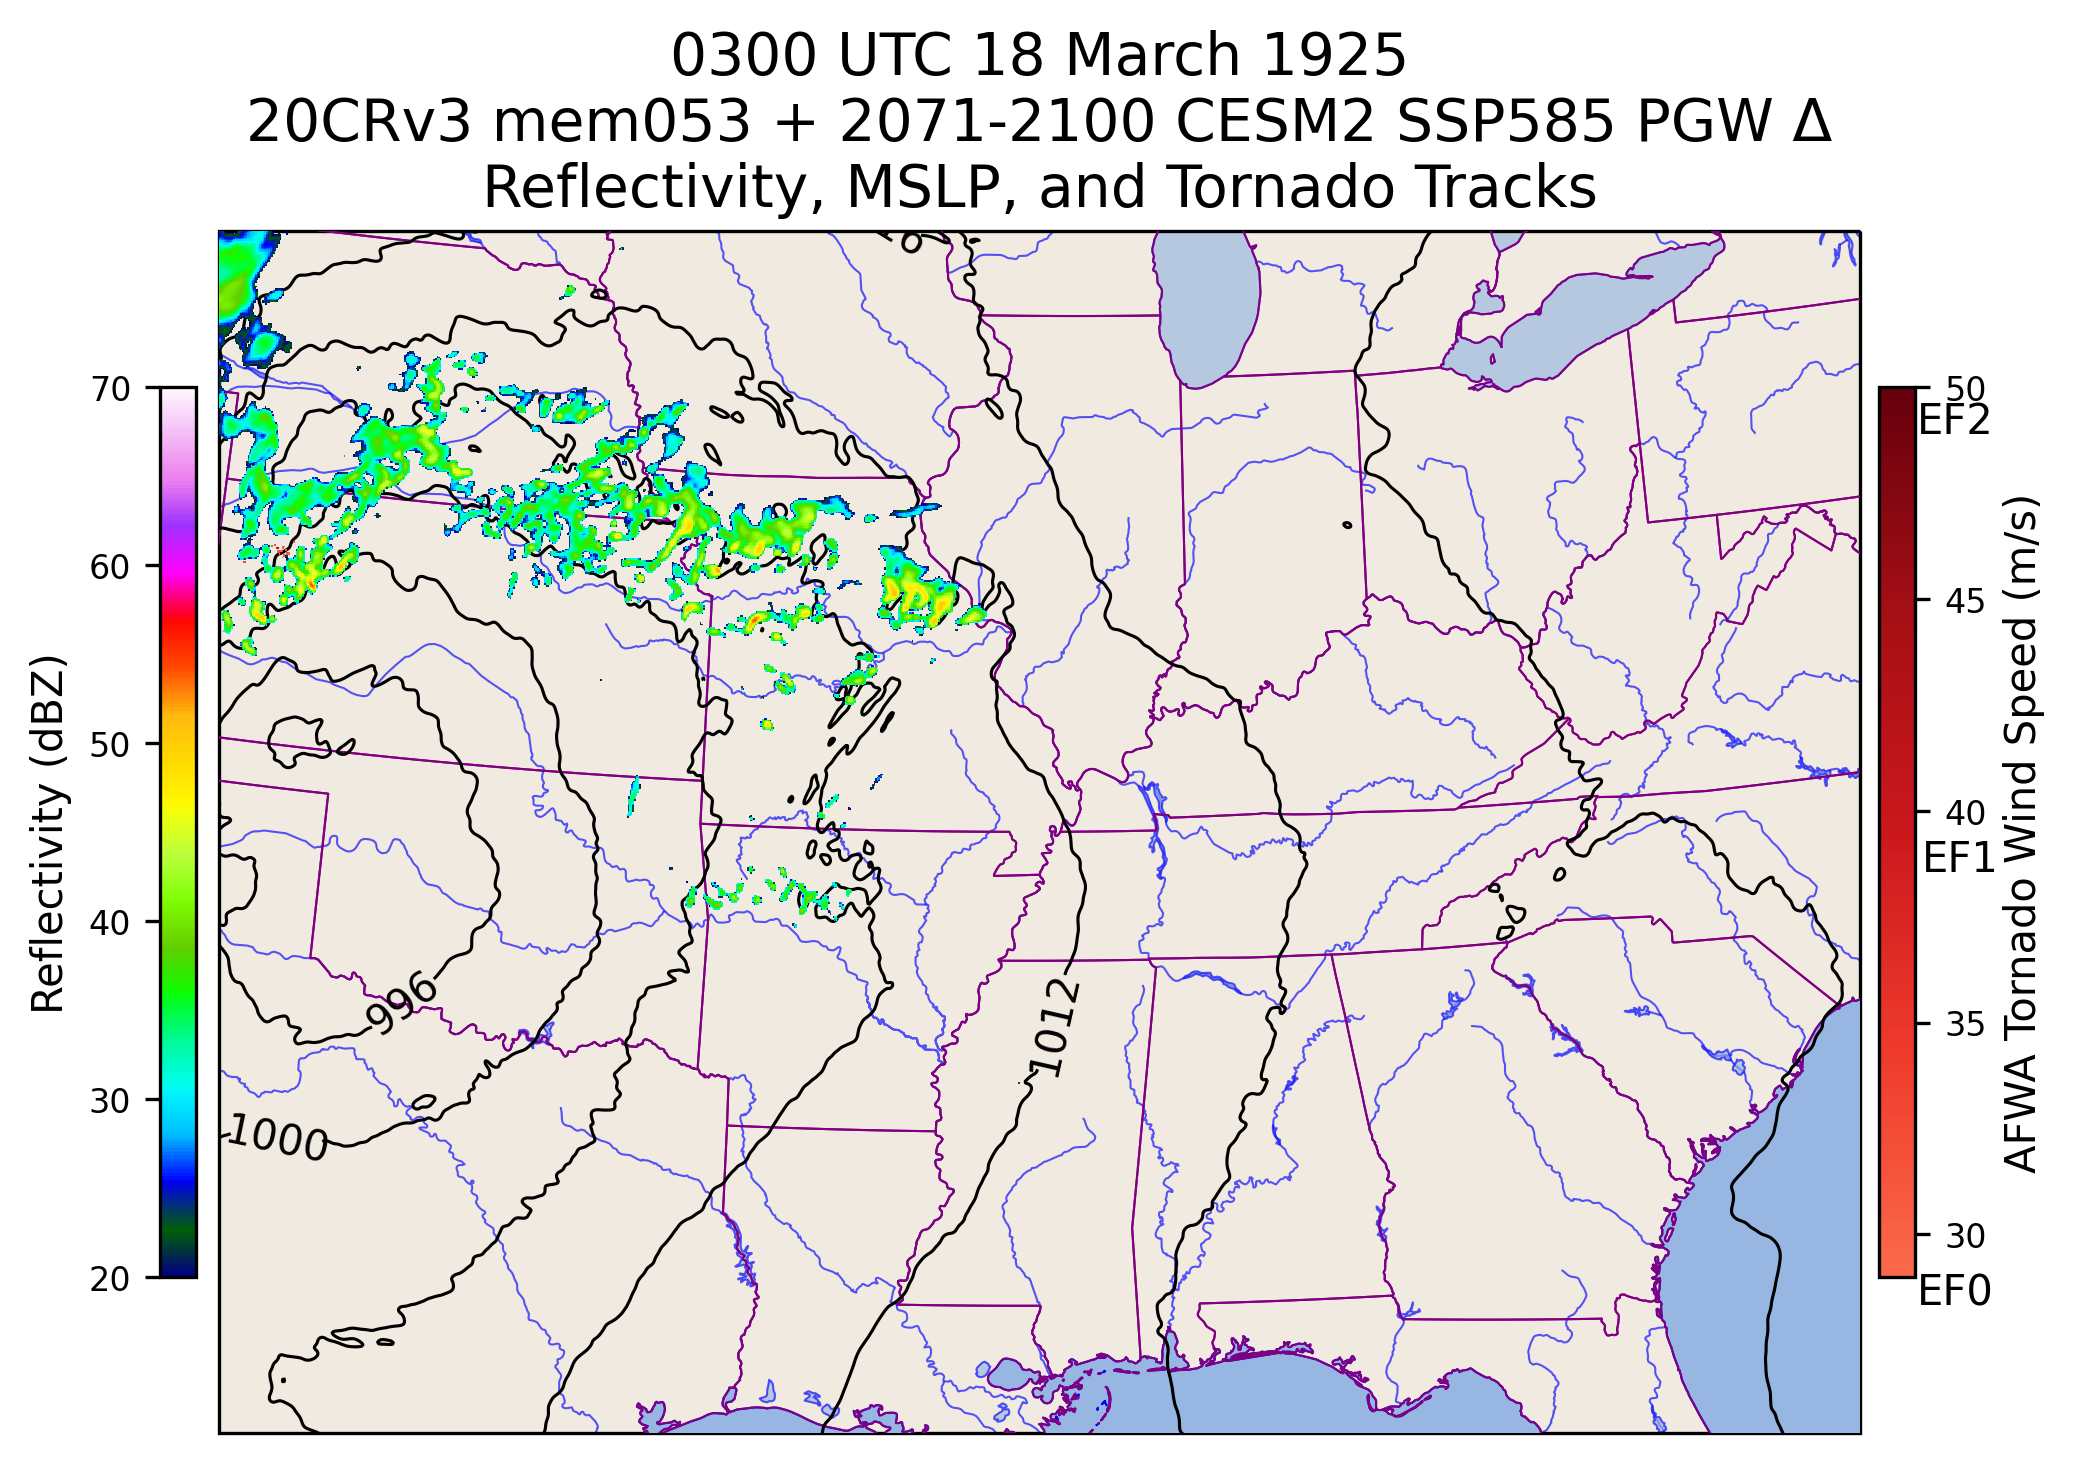 0300 UTC 18 March 1925
20CRv3 mem053 + 2071-2100 CESM2 SSP585 PGW Δ
Reflectivity, MSLP, and Tornado Tracks
70
60
50
40
30
20
Reflectivity (dBZ)
996
1000
1012
50
EF2
45
40
EF1
35
30
EF0
AFWA Tornado Wind Speed (m/s)